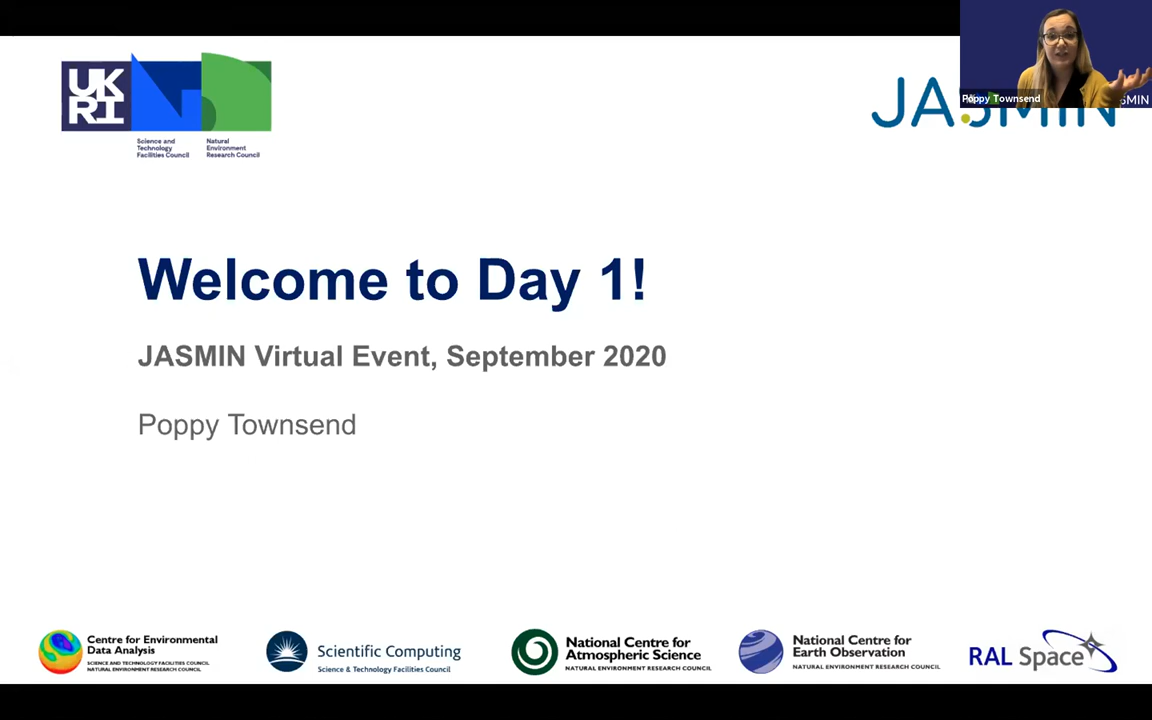 UK
RI
Science and
Technology
Facilities Council
Natural
Environment
Research Council
JASMIN
Poppy Townsend
Welcome to Day 1!
JASMIN Virtual Event, September 2020
Poppy Townsend
Centre for Environmental
Data Analysis
SCIENCE AND TECHNOLOGY FACILITIES COUNCIL
NATURAL ENVIRONMENT RESEARCH COUNCIL
Scientific Computing
Science & Technology Facilities Council
National Centre for
Atmospheric Science
NATURAL ENVIRONMENT RESEARCH COUNCIL
National Centre for
Earth Observation
NATURAL ENVIRONMENT RESEARCH COUNCIL
RAL Space